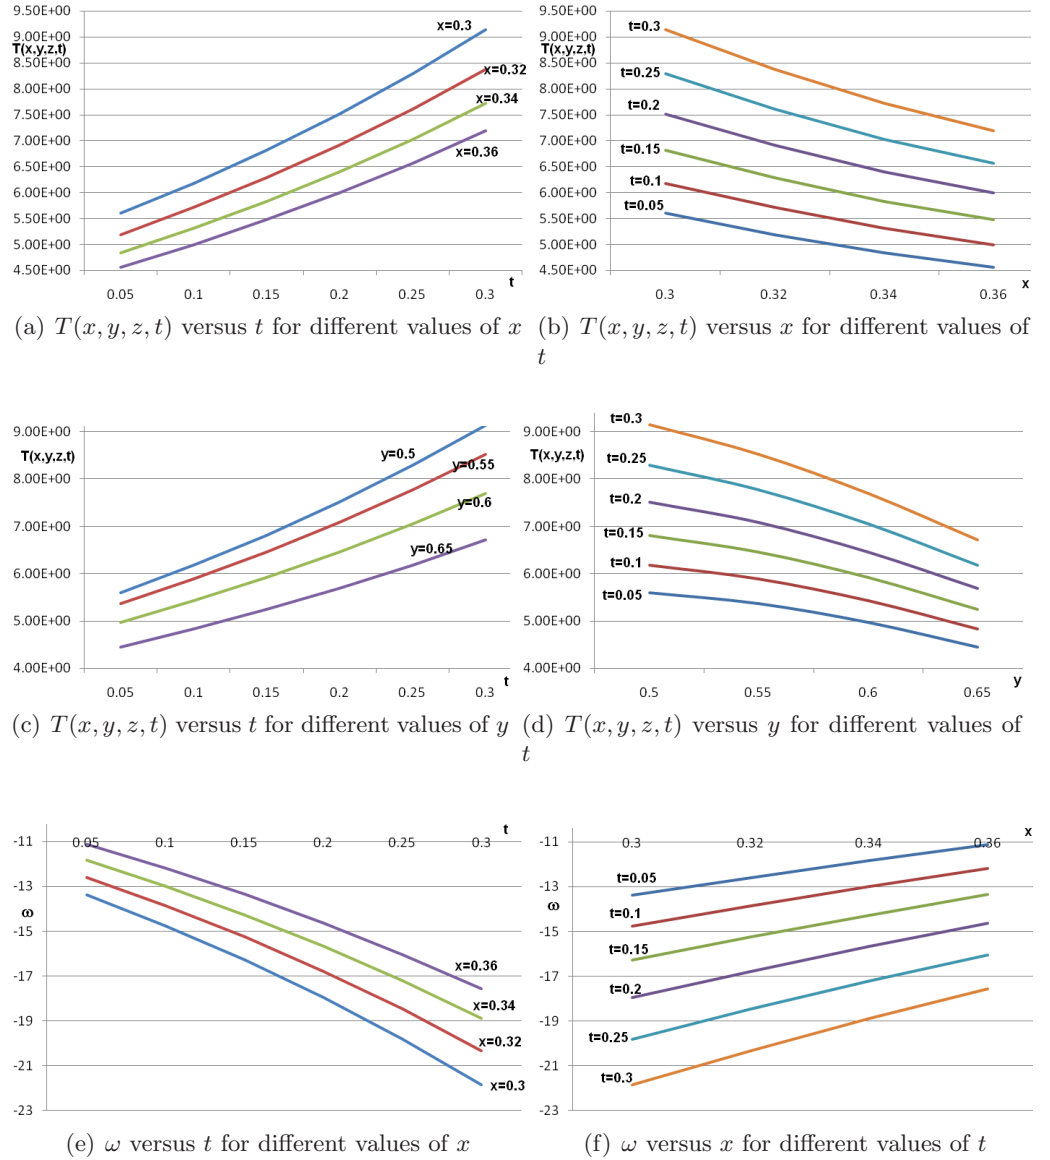 9.50E+00
9.00E+00
T(x,y,z,t)
8.50E+00
8.00E+00
7.50E+00
7.00E+00
6.50E+00
6.00E+00
5.50E+00
5.00E+00
4.50E+00
x=0.3
x=0.32
x=0.34
x=0.36
t
0.05 0.1 0.15 0.2 0.25 0.3
(a) T(x, y, z, t) versus t for different values of x
9.50E+00
9.00E+00
T(x,y,z,t)
8.50E+00
8.00E+00
7.50E+00
7.00E+00
6.50E+00
6.00E+00
5.50E+00
5.00E+00
4.50E+00
t=0.3
t=0.25
t=0.2
t=0.15
t=0.1
t=0.05
x
0.3 0.32 0.34 0.36
(b) T(x, y, z, t) versus x for different values of
t
9.00E+00
T(x,y,z,t)
8.00E+00
7.00E+00
6.00E+00
5.00E+00
4.00E+00
y=0.5
y=0.55
y=0.6
y=0.65
t
0.05 0.1 0.15 0.2 0.25 0.3
(c) T(x, y, z, t) versus t for different values of y
9.00E+00
T(x,y,z,t)
8.00E+00
7.00E+00
6.00E+00
5.00E+00
4.00E+00
t=0.3
t=0.25
t=0.2
t=0.15
t=0.1
t=0.05
y
0.5 0.55 0.6 0.65
(d) T(x, y, z, t) versus y for different values of
t
t
0.05 0.1 0.15 0.2 0.25 0.3
-11
-13
ω
-15
-17
-19
-21
-23
x=0.36
x=0.34
x=0.32
x=0.3
(e) ω versus t for different values of x
x
0.3 0.32 0.34 0.36
-11
-13
ω
-15
-17
-19
-21
-23
t=0.05
t=0.1
t=0.15
t=0.2
t=0.25
t=0.3
(f) ω versus x for different values of t